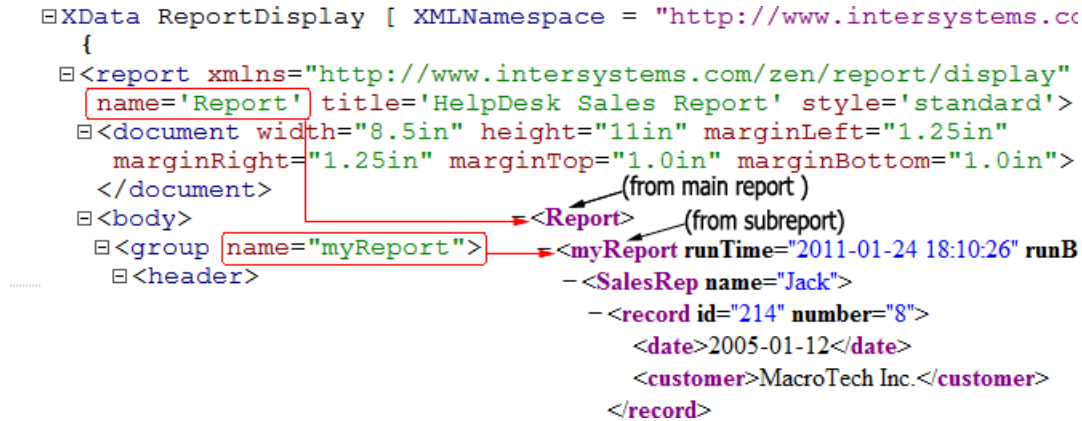 XData ReportDisplay [ XMLNamespace = "http://www.intersystems.co
{
<report xmlns="http://www.intersystems.com/zen/report/display"
name='Report' title='HelpDesk Sales Report' style='standard'>
<document width="8.5in" height="11in" marginLeft="1.25in"
marginRight="1.25in" marginTop="1.0in" marginBottom="1.0in">
</document>
(from main report )
<body>
- <Report>
(from subreport)
<group name="myReport">
- <myReport runTime="2011-01-24 18:10:26" runB
<header>
- <SalesRep name="Jack">
- <record id="214" number="8">
<date>2005-01-12</date>
<customer>MacroTech Inc.</customer>
</record>